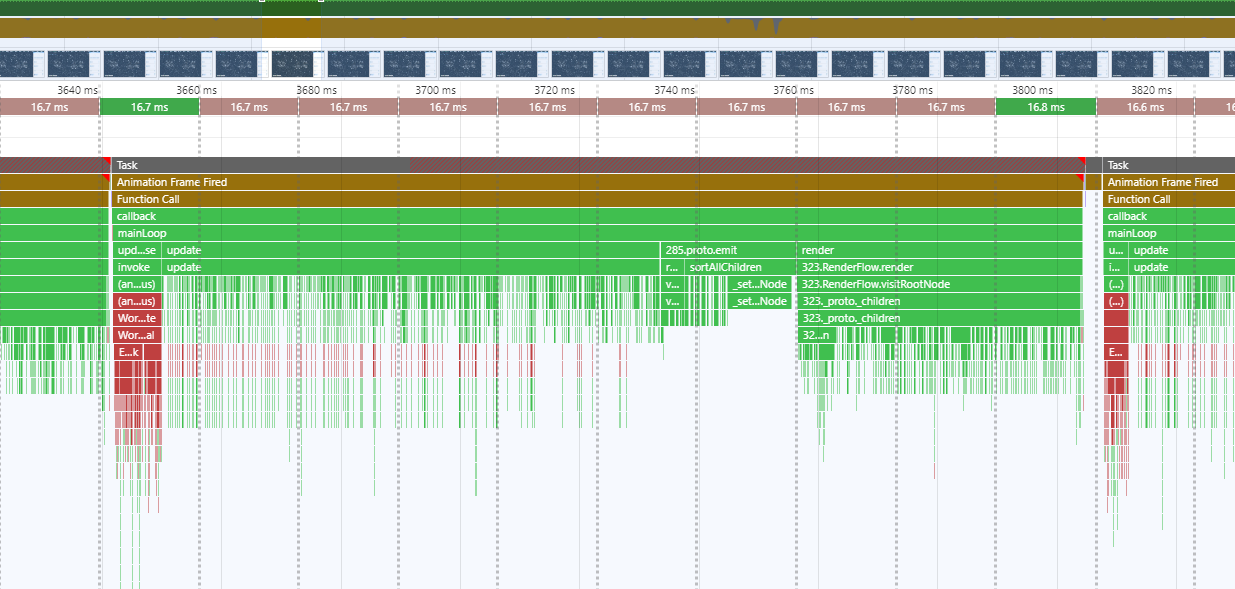 3640 ms 3660 ms 3680 ms 3700 ms 3720 ms 3740 ms 3760 ms 3780 ms 3800 ms 3820 ms
16.7 ms 16.7 ms 16.7 ms 16.7 ms 16.7 ms 16.7 ms 16.7 ms 16.7 ms 16.7 ms 16.7 ms 16.8 ms 16.6 ms 16
Task Task
Animation Frame Fired Animation Frame Fired
Function Call Function Call
callback callback
mainLoop mainLoop
upd...se update 285.proto.emit render u... update
invoke update r... sortAllChildren 323.RenderFlow.render i... update
(an...us) v... _set...Node 323.RenderFlow.visitRootNode (...)
(an...us) v... _set...Node 323._proto._children (...)
Wor...te 323._proto._children
Wor...al 32...n
E...k E...